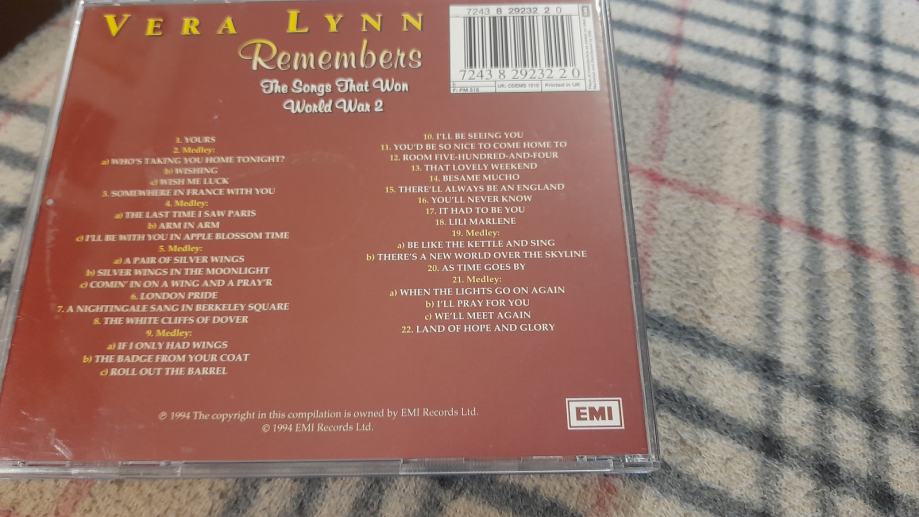 VERA LYNN
Remembers
The Songs That Won
World War 2
7243 8 29232 2 0
7243 8 29232 2 0
UK: CDEMS 1516
Printed in UK
1. YOURS
2. Medley:
a) WHO'S TAKING YOU HOME TONIGHT?
b) WISHING
c) WISH ME LUCK
3. SOMEWHERE IN FRANCE WITH YOU
4. Medley:
a) THE LAST TIME I SAW PARIS
b) ARM IN ARM
c) I'LL BE WITH YOU IN APPLE BLOSSOM TIME
5. Medley:
a) A PAIR OF SILVER WINGS
b) SILVER WINGS IN THE MOONLIGHT
c) COMIN' IN ON A WING AND A PRAY'R
6. LONDON PRIDE
7. A NIGHTINGALE SANG IN BERKELEY SQUARE
8. THE WHITE CLIFFS OF DOVER
9. Medley:
a) IF I ONLY HAD WINGS
b) THE BADGE FROM YOUR COAT
c) ROLL OUT THE BARREL
10. I'LL BE SEEING YOU
11. YOU'D BE SO NICE TO COME HOME TO
12. ROOM FIVE-HUNDRED-AND-FOUR
13. THAT LOVELY WEEKEND
14. BESAME MUCHO
15. THERE'LL ALWAYS BE AN ENGLAND
16. YOU'LL NEVER KNOW
17. IT HAD TO BE YOU
18. LILI MARLENE
19. Medley:
a) BE LIKE THE KETTLE AND SING
b) THERE'S A NEW WORLD OVER THE SKYLINE
20. AS TIME GOES BY
21. Medley:
a) WHEN THE LIGHTS GO ON AGAIN
b) I'LL PRAY FOR YOU
c) WE'LL MEET AGAIN
22. LAND OF HOPE AND GLORY
℗ 1994 The copyright in this compilation is owned by EMI Records Ltd.
© 1994 EMI Records Ltd.
EMI